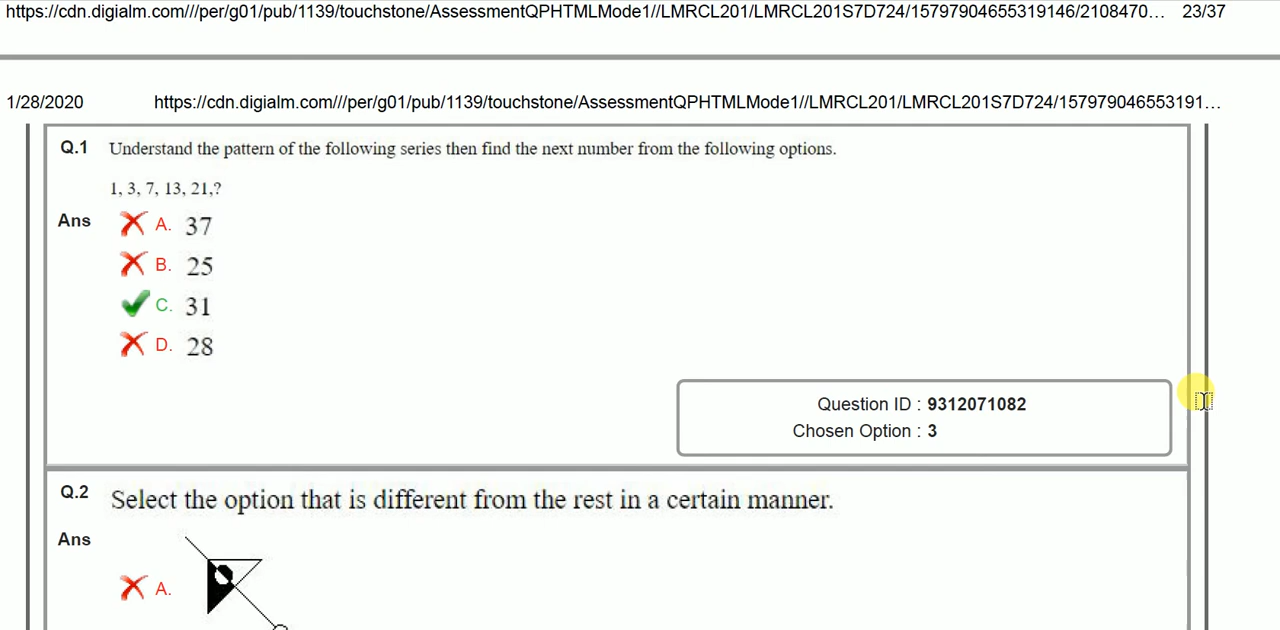 https://cdn.digialm.com///per/g01/pub/1139/touchstone/AssessmentQPHTMLMode1//LMRCL201/LMRCL201S7D724/15797904655319146/2108470… 23/37
1/28/2020 https://cdn.digialm.com///per/g01/pub/1139/touchstone/AssessmentQPHTMLMode1//LMRCL201/LMRCL201S7D724/157979046553191…
Q.1 Understand the pattern of the following series then find the next number from the following options.
1, 3, 7, 13, 21,?
Ans A. 37
B. 25
C. 31
D. 28
Question ID : 9312071082
Chosen Option : 3
Q.2 Select the option that is different from the rest in a certain manner.
Ans
A.